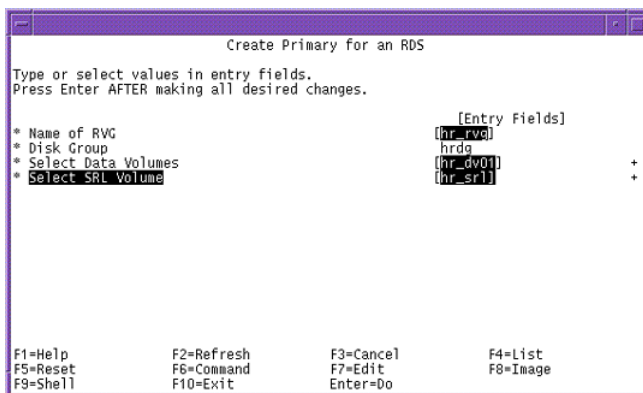 Create Primary for an RDS
Type or select values in entry fields.
Press Enter AFTER making all desired changes.
[Entry Fields]
* Name of RVG [hr_rvg]
* Disk Group hrdg
* Select Data Volumes [hr_dv01] +
* Select SRL Volume [hr_srl] +
F1=Help F2=Refresh F3=Cancel F4=List
F5=Reset F6=Command F7=Edit F8=Image
F9=Shell F10=Exit Enter=Do